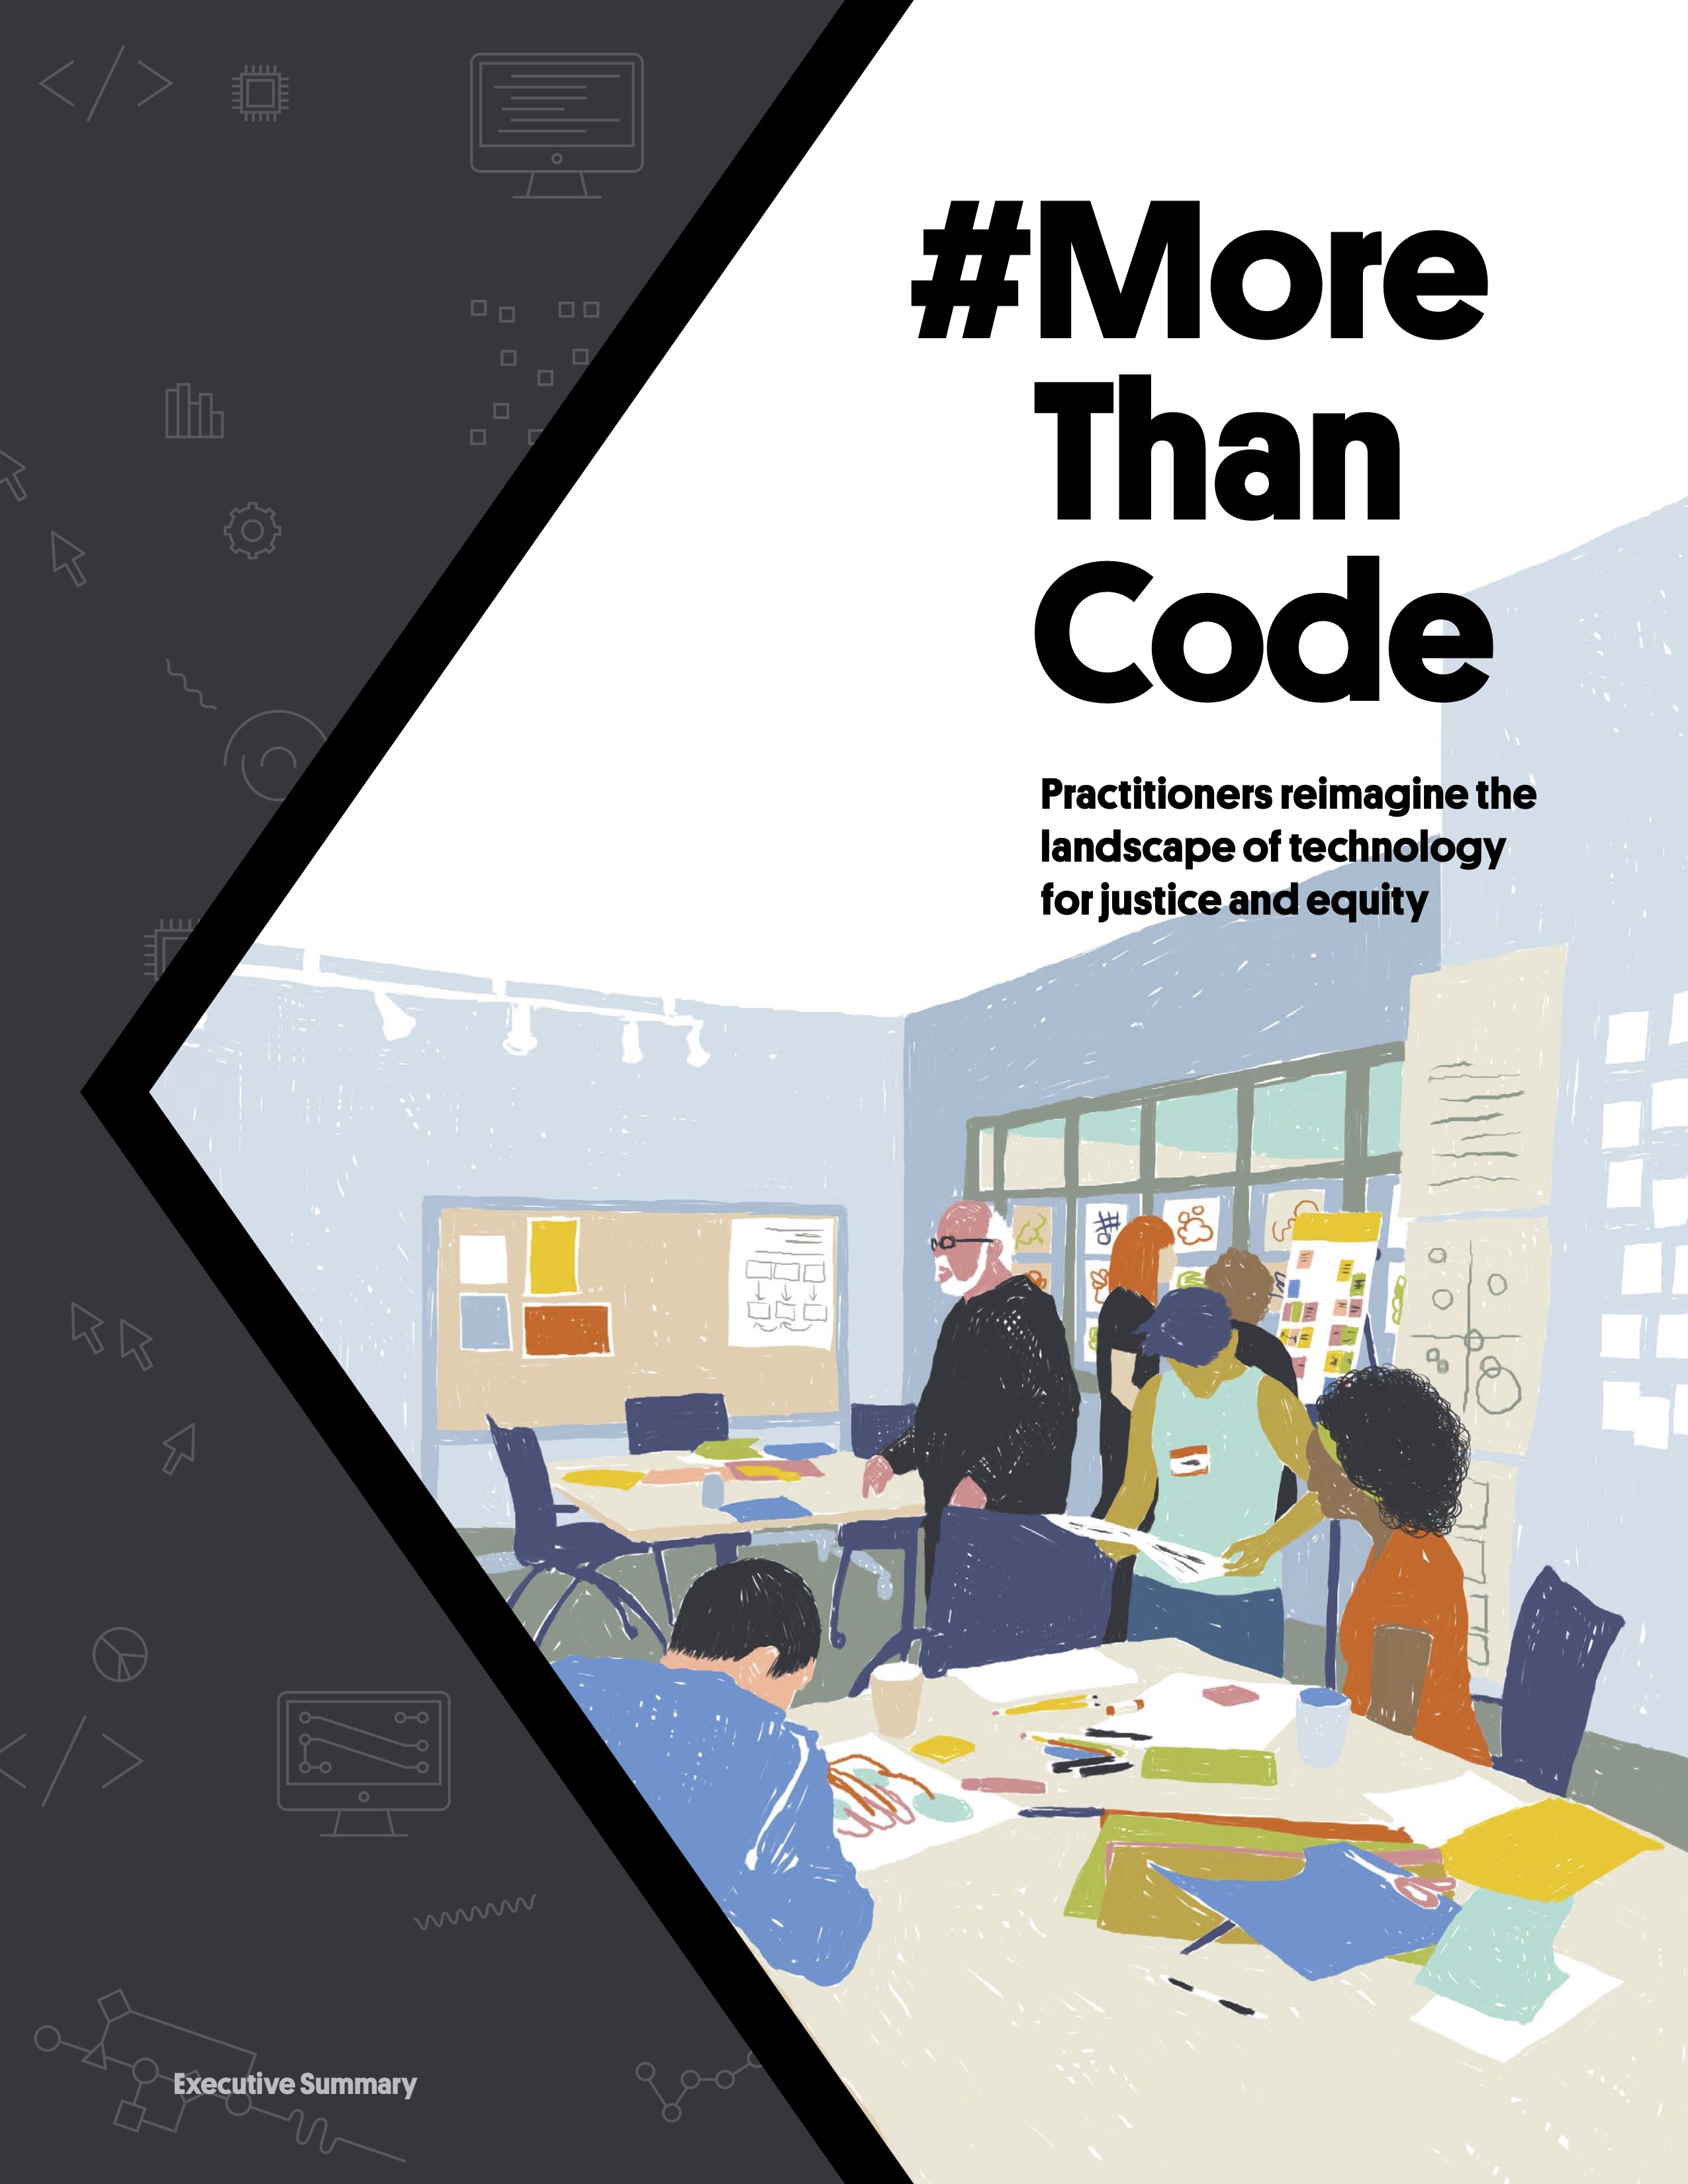 #More
Than
Code
Practitioners reimagine the
landscape of technology
for justice and equity
Executive Summary